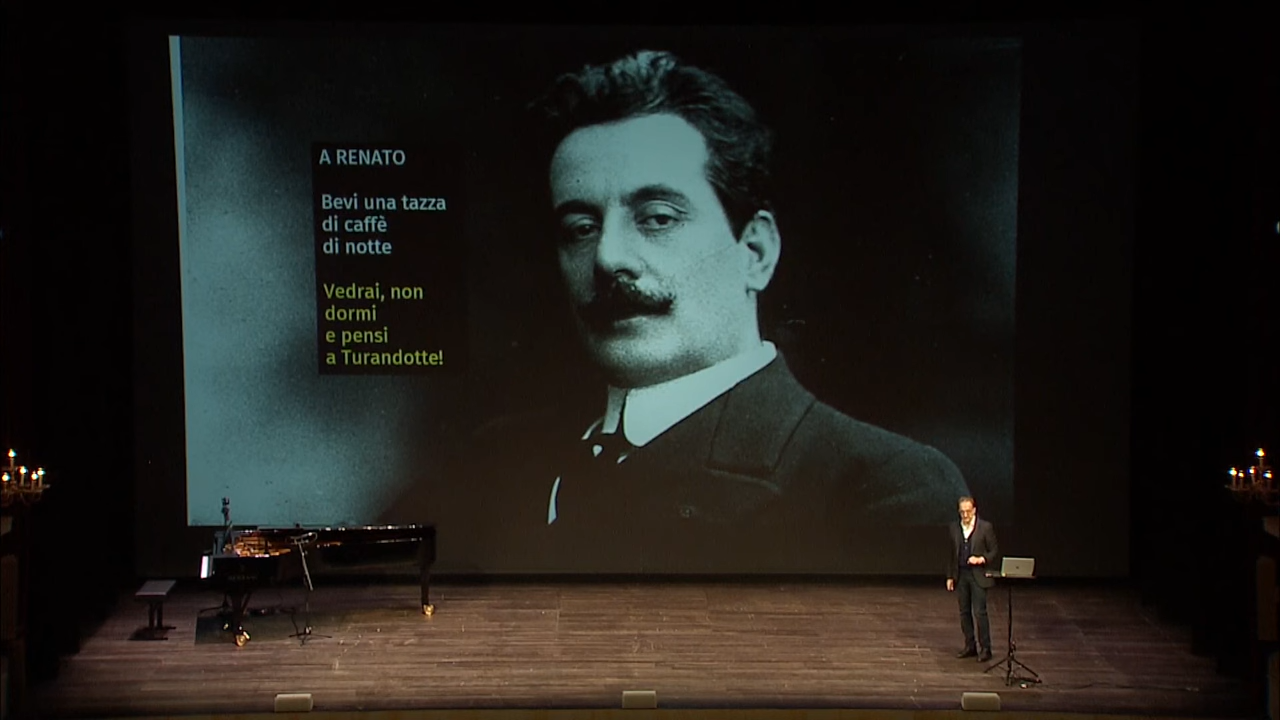 A RENATO
Bevi una tazza
di caffè
di notte
Vedrai, non
dormi
e pensi
a Turandotte!